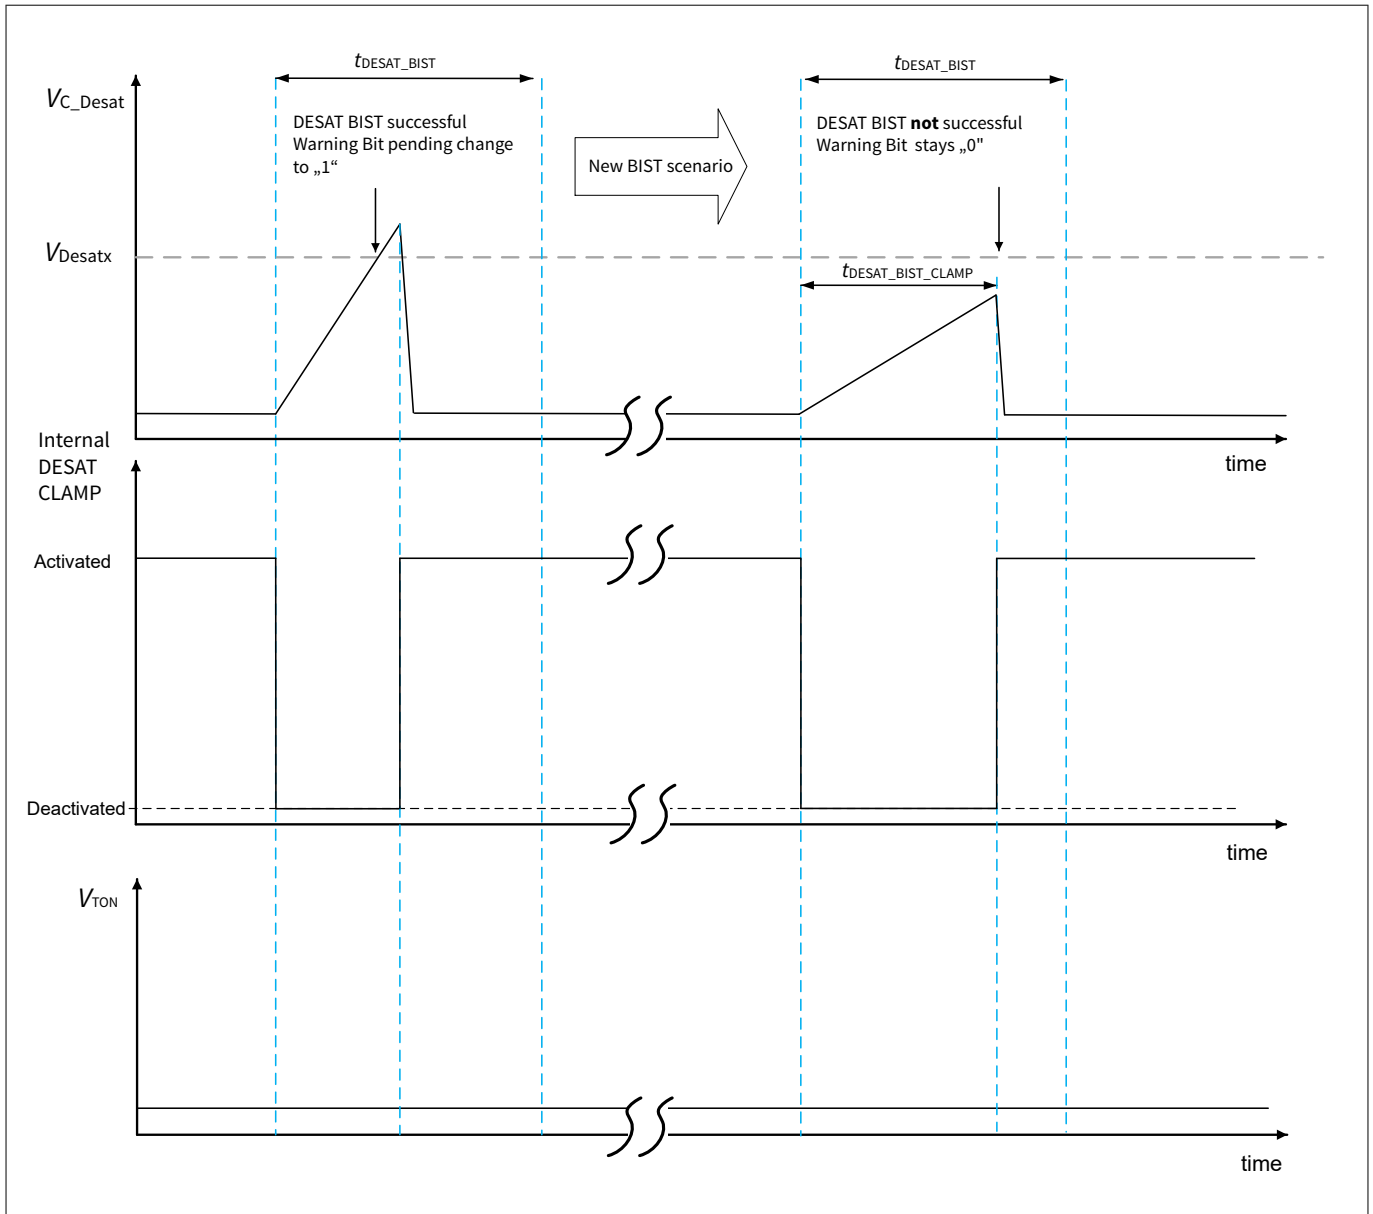 tDESAT_BIST
tDESAT_BIST
VC_Desat
DESAT BIST successful
Warning Bit pending change
to „1“
New BIST scenario
DESAT BIST not successful
Warning Bit stays „0"
VDesatx
tDESAT_BIST_CLAMP
Internal
DESAT
CLAMP
time
Activated
Deactivated
time
VTON
time